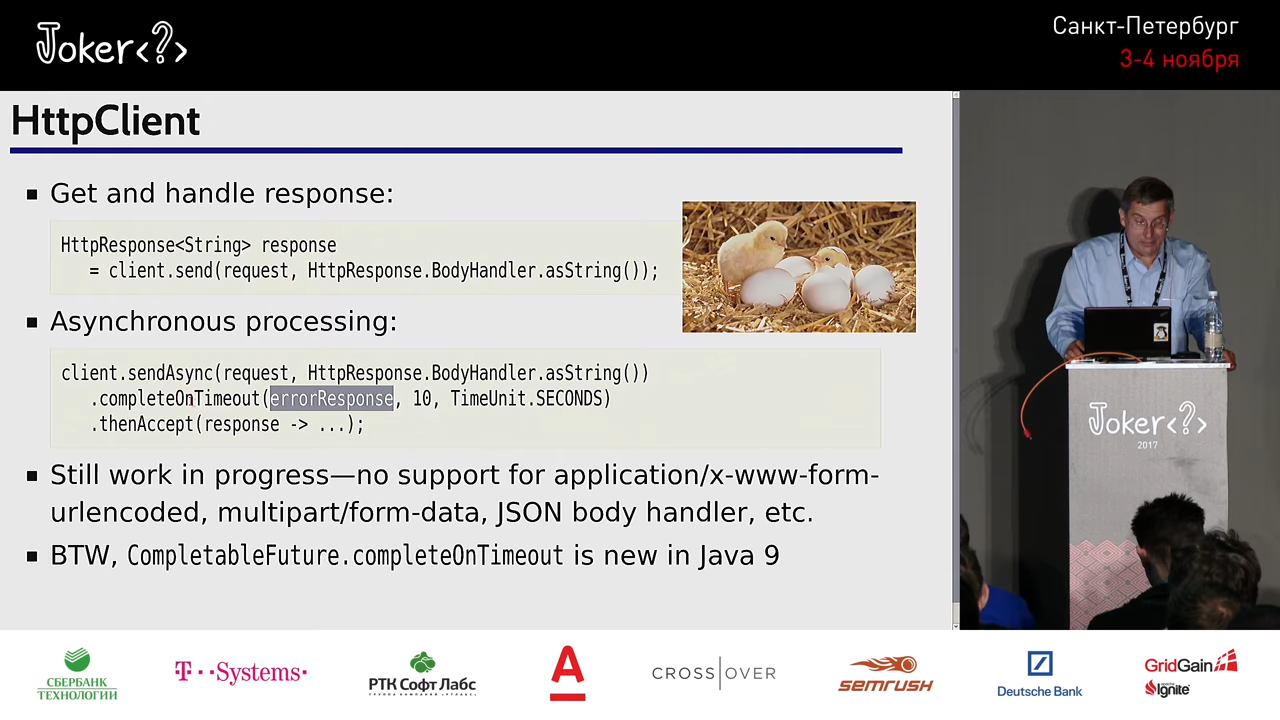 Joker<?>
Санкт-Петербург
3-4 ноября
HttpClient
Get and handle response:
HttpResponse<String> response
= client.send(request, HttpResponse.BodyHandler.asString());
Asynchronous processing:
client.sendAsync(request, HttpResponse.BodyHandler.asString())
.completeOnTimeout(errorResponse, 10, TimeUnit.SECONDS)
.thenAccept(response -> ...);
Still work in progress—no support for application/x-www-form-
urlencoded, multipart/form-data, JSON body handler, etc.
BTW, CompletableFuture.completeOnTimeout is new in Java 9
Joker<?>
2017
СБЕРБАНК
ТЕХНОЛОГИИ
T··Systems·
РТК Софт Лабс
А
CROSS|OVER
semrush
Deutsche Bank
GridGain
Ignite